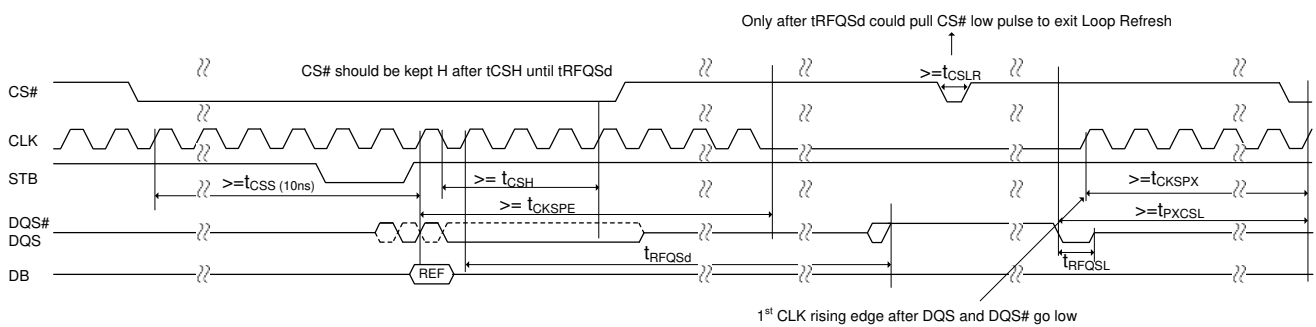 Only after tRFQSd could pull CS# low pulse to exit Loop Refresh
CS# should be kept H after tCSH until tRFQSd
>=tCSLR
CS#
CLK
STB
>=tCSS (10ns)
>= tCSH
>=tCKSPX
>= tCKSPE
>=tPXCSL
DQS#
DQS
tRFQSd
tRFQSL
DB
REF
1st CLK rising edge after DQS and DQS# go low